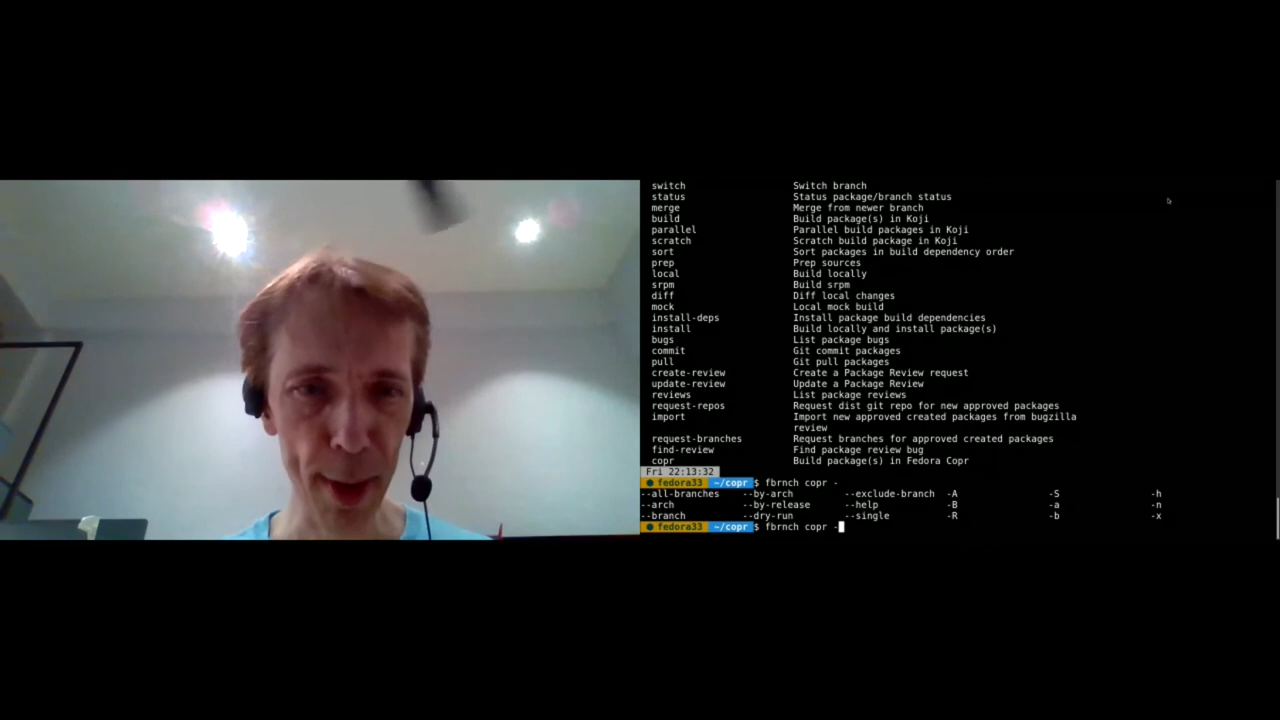 switch Switch branch
status Status package/branch status
merge Merge from newer branch
build Build package(s) in Koji
parallel Parallel build packages in Koji
scratch Scratch build package in Koji
sort Sort packages in build dependency order
prep Prep sources
local Build locally
srpm Build srpm
diff Diff local changes
mock Local mock build
install-deps Install package build dependencies
install Build locally and install package(s)
bugs List package bugs
commit Git commit packages
pull Git pull packages
create-review Create a Package Review request
update-review Update a Package Review
reviews List package reviews
request-repos Request dist git repo for new approved packages
import Import new approved created packages from bugzilla
review
request-branches Request branches for approved created packages
find-review Find package review bug
copr Build package(s) in Fedora Copr
Fri 22:13:32
fedora33 ~/copr $ fbrnch copr -
--all-branches --by-arch --exclude-branch -A -S -h
--arch --by-release --help -B -a -n
--branch --dry-run --single -R -b -x
fedora33 ~/copr $ fbrnch copr -